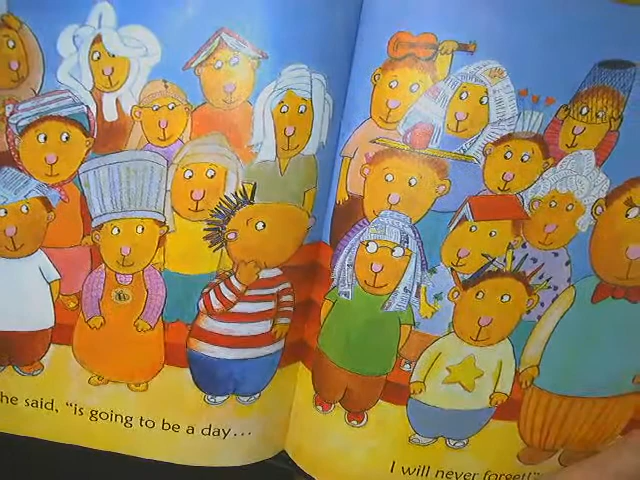 he said, "is going to be a day...
I will never forget!"